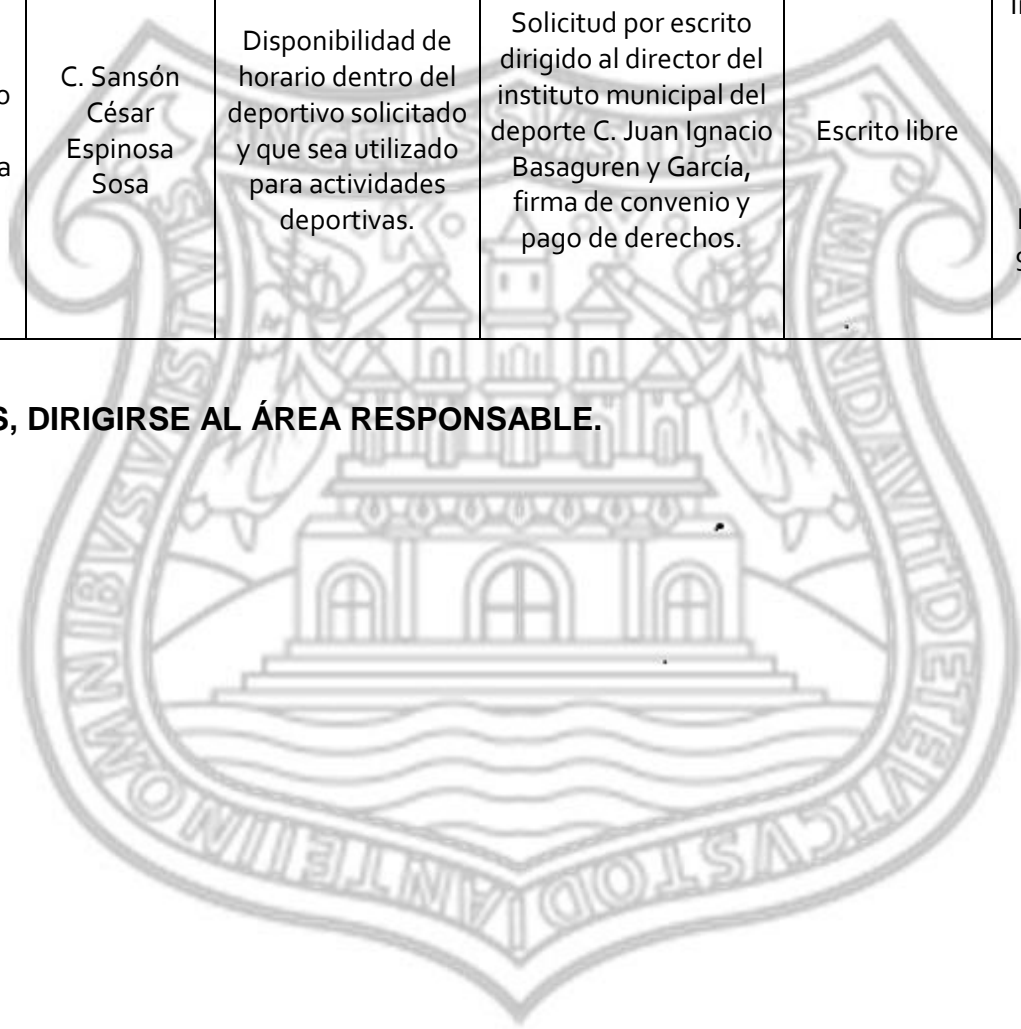 C. Sansón
César
Espinosa
Sosa
Disponibilidad de
horario dentro del
deportivo solicitado
y que sea utilizado
para actividades
deportivas.
Solicitud por escrito
dirigido al director del
instituto municipal del
deporte C. Juan Ignacio
Basaguren y García,
firma de convenio y
pago de derechos.
Escrito libre
S, DIRIGIRSE AL ÁREA RESPONSABLE.